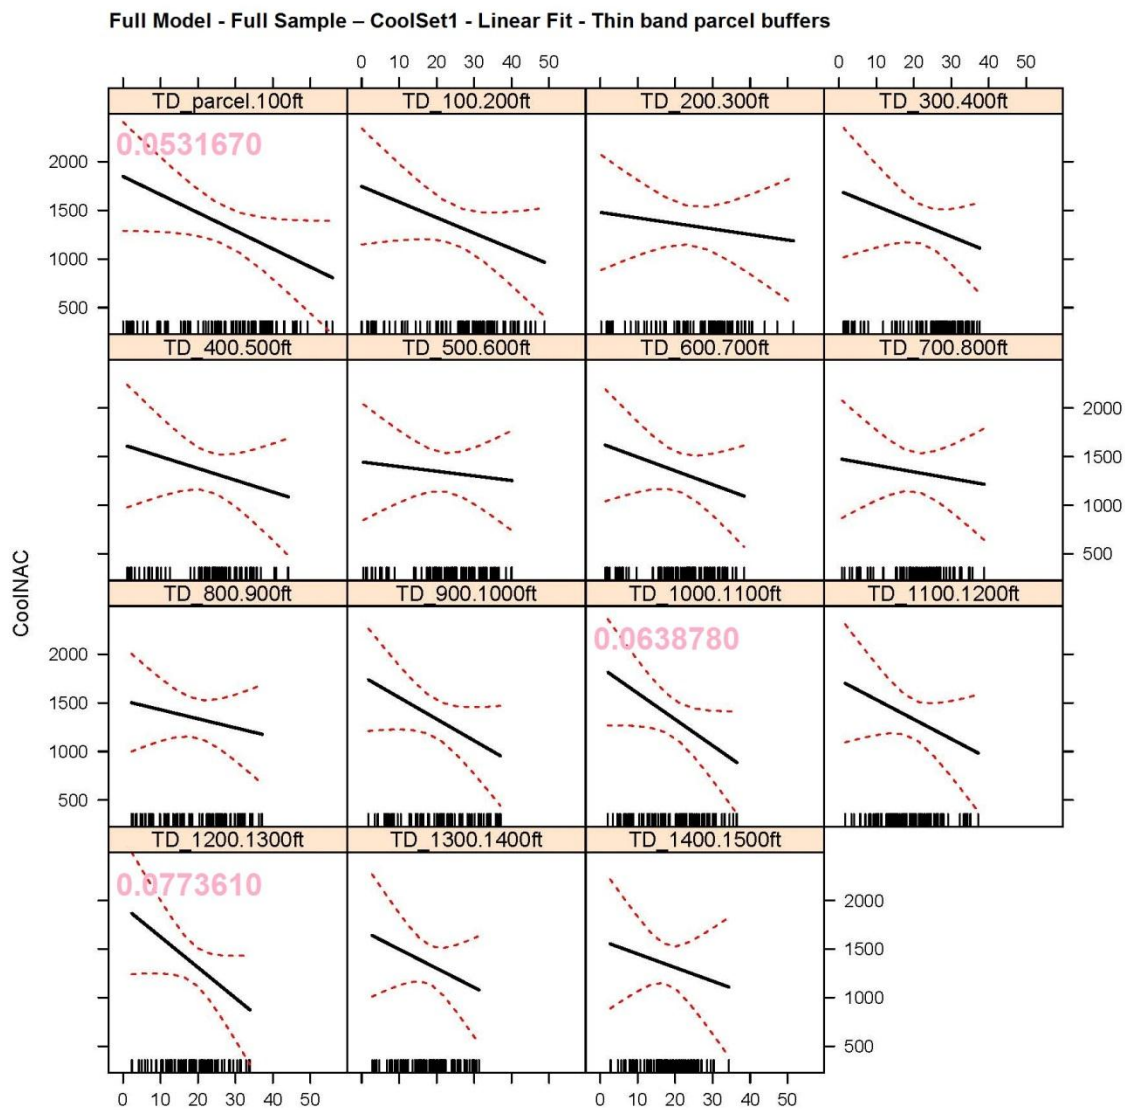 Full Model - Full Sample – CoolSet1 - Linear Fit - Thin band parcel buffers
0 10 20 30 40 50 0 10 20 30 40 50
TD_parcel.100ft TD_100.200ft TD_200.300ft TD_300.400ft
0.0531670
2000
1500
1000
500
TD_400.500ft TD_500.600ft TD_600.700ft TD_700.800ft
2000
1500
1000
500
CoolNAC
TD_800.900ft TD_900.1000ft TD_1000.1100ft TD_1100.1200ft
0.0638780
2000
1500
1000
500
TD_1200.1300ft TD_1300.1400ft TD_1400.1500ft
0.0773610
2000
1500
1000
500
0 10 20 30 40 50 0 10 20 30 40 50